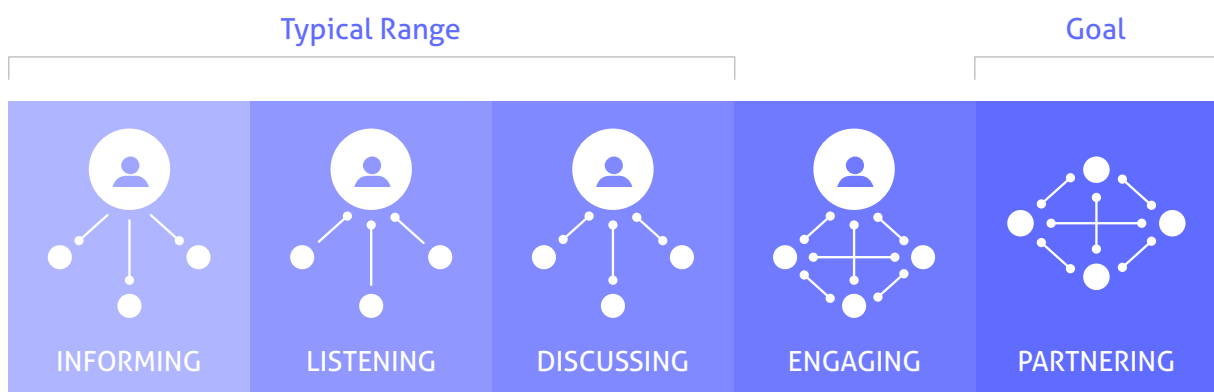 Typical Range
Goal
INFORMING
LISTENING
DISCUSSING
ENGAGING
PARTNERING